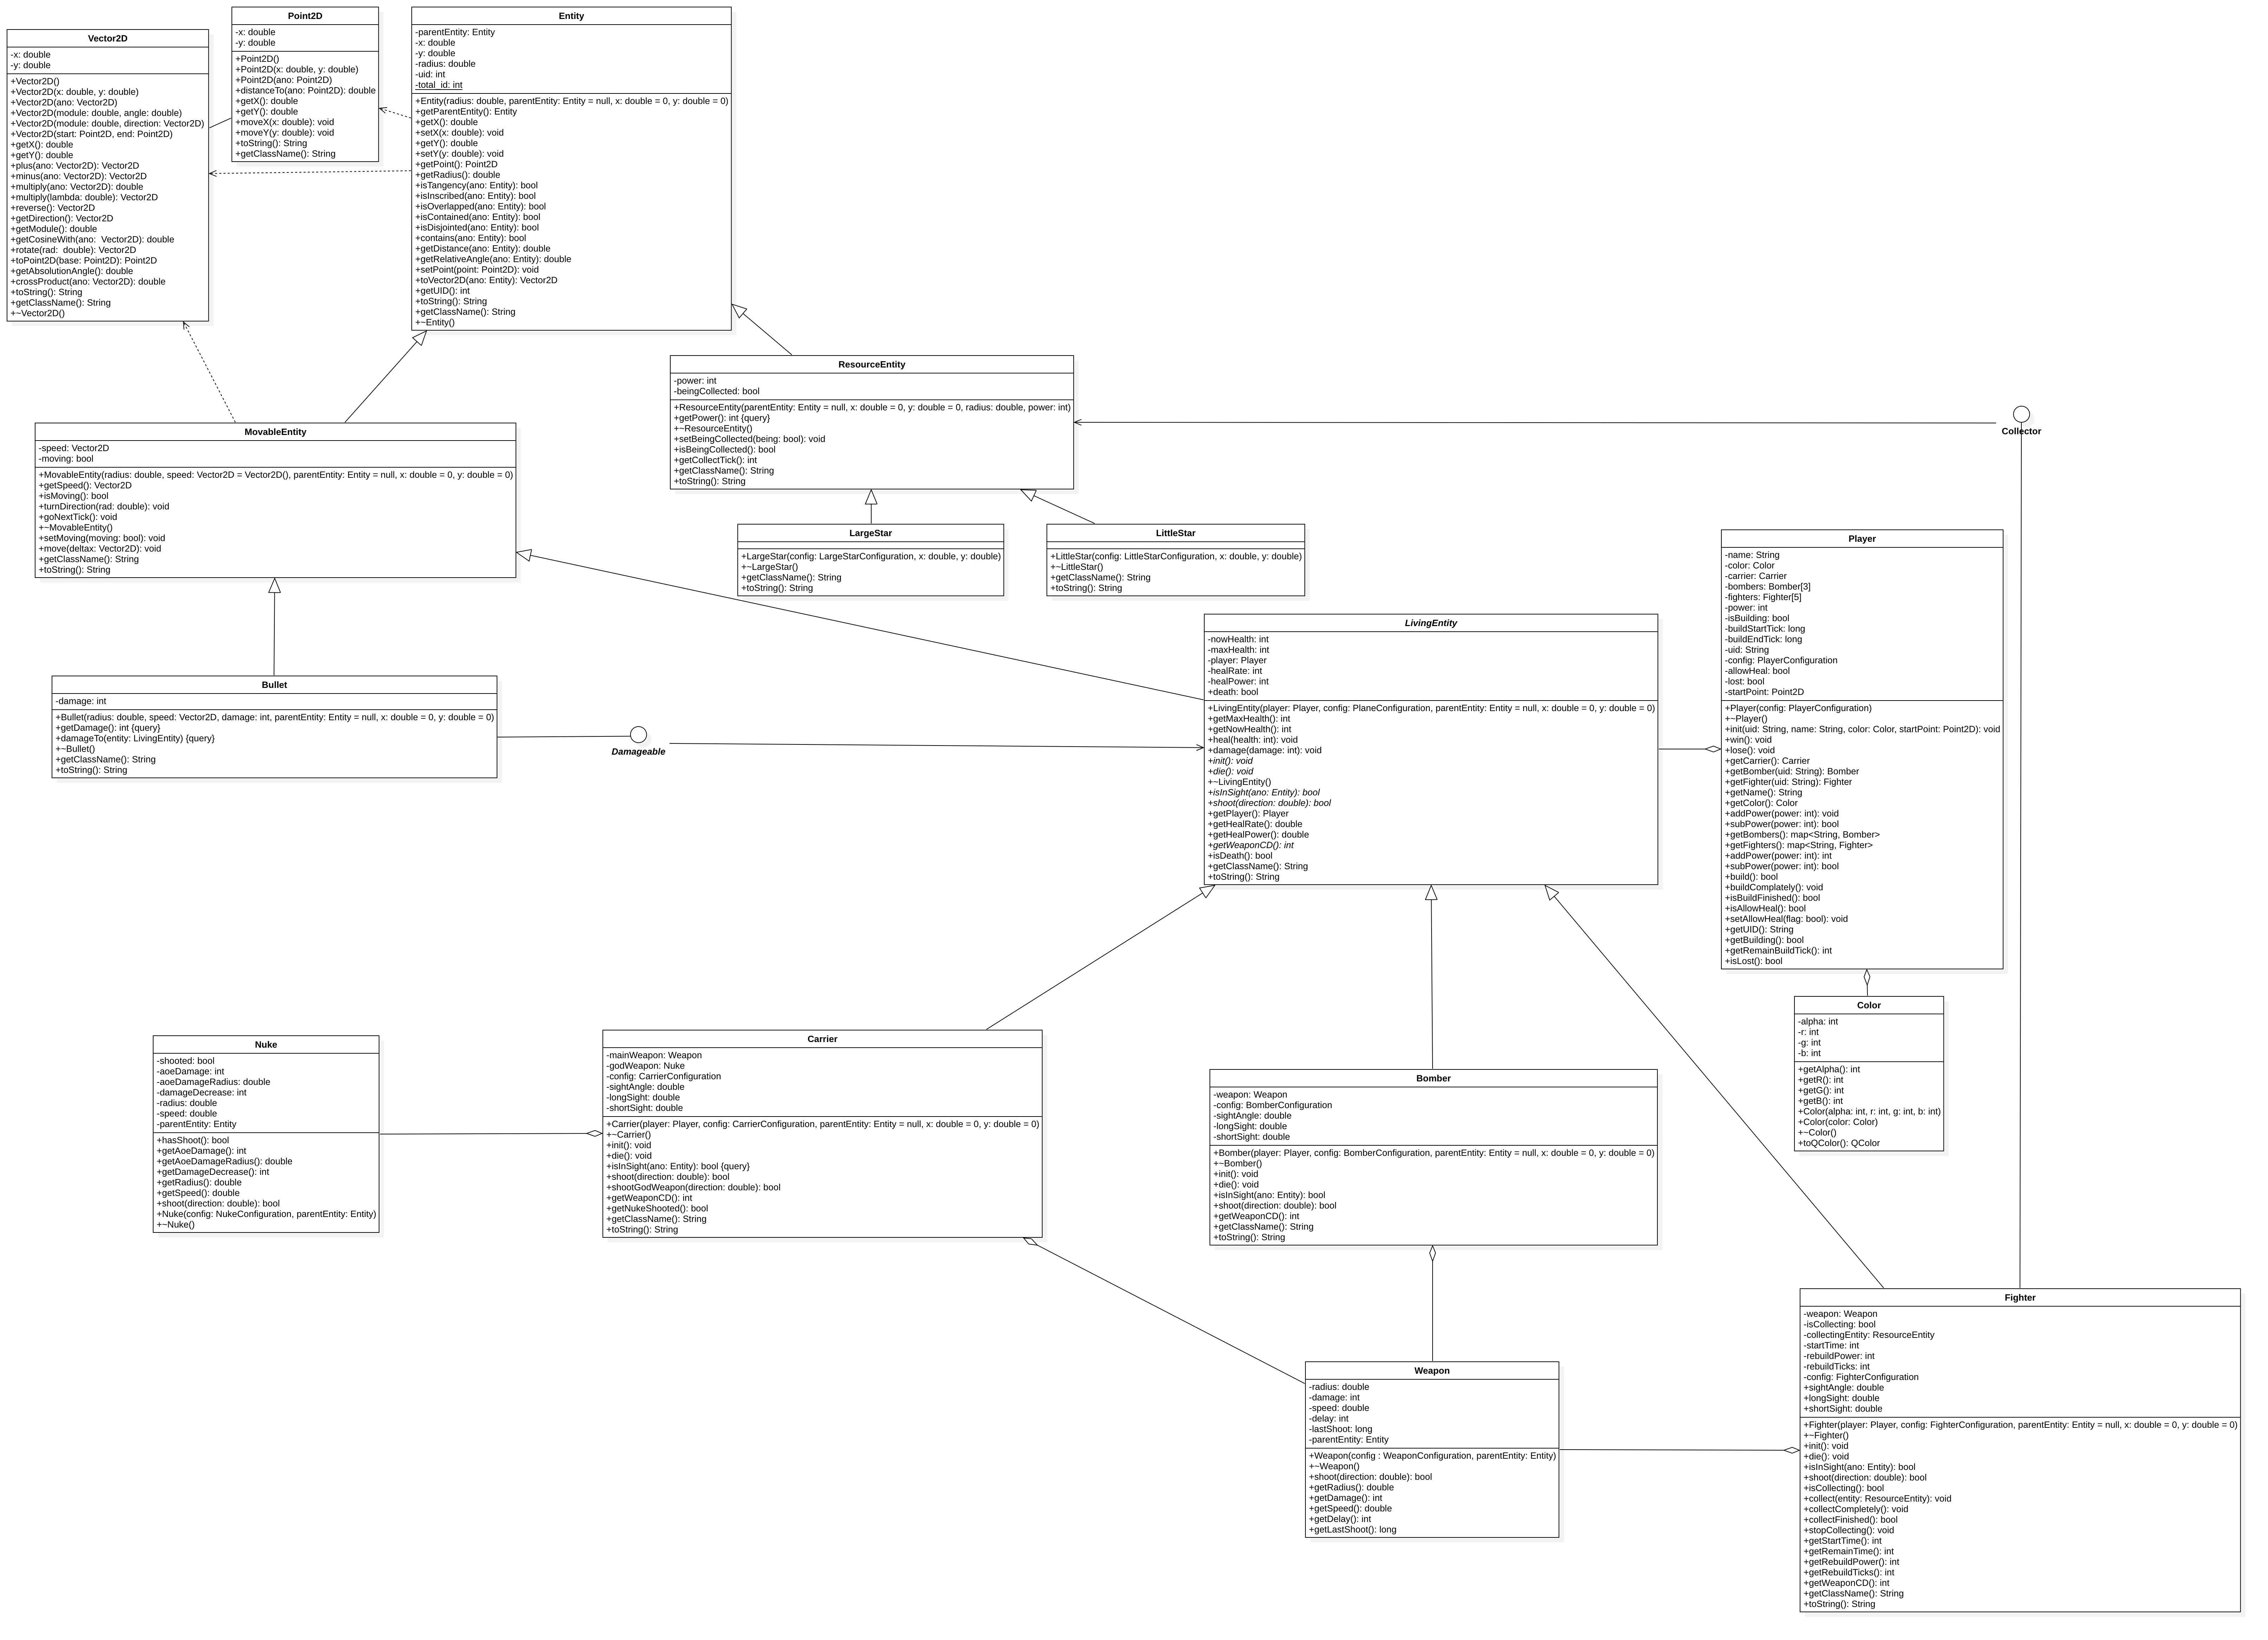 Vector2D
-x: double
-y: double
+Vector2D()
+Vector2D(x: double, y: double)
+Vector2D(ano: Vector2D)
+Vector2D(module: double, angle: double)
+Vector2D(module: double, direction: Vector2D)
+Vector2D(start: Point2D, end: Point2D)
+getX(): double
+getY(): double
+plus(ano: Vector2D): Vector2D
+minus(ano: Vector2D): Vector2D
+multiply(ano: Vector2D): double
+multiply(lambda: double): Vector2D
+reverse(): Vector2D
+getDirection(): Vector2D
+getModule(): double
+getCosineWith(ano:  Vector2D): double
+rotate(rad:  double): Vector2D
+toPoint2D(base: Point2D): Point2D
+getAbsolutionAngle(): double
+crossProduct(ano: Vector2D): double
+toString(): String
+getClassName(): String
+~Vector2D()
Point2D
-x: double
-y: double
+Point2D()
+Point2D(x: double, y: double)
+Point2D(ano: Point2D)
+distanceTo(ano: Point2D): double
+getX(): double
+getY(): double
+moveX(x: double): void
+moveY(y: double): void
+toString(): String
+getClassName(): String
Entity
-parentEntity: Entity
-x: double
-y: double
-radius: double
-uid: int
-total_id: int
+Entity(radius: double, parentEntity: Entity = null, x: double = 0, y: double = 0)
+getParentEntity(): Entity
+getX(): double
+setX(x: double): void
+getY(): double
+setY(y: double): void
+getPoint(): Point2D
+getRadius(): double
+isTangency(ano: Entity): bool
+isInscribed(ano: Entity): bool
+isOverlapped(ano: Entity): bool
+isContained(ano: Entity): bool
+isDisjointed(ano: Entity): bool
+contains(ano: Entity): bool
+getDistance(ano: Entity): double
+getRelativeAngle(ano: Entity): double
+setPoint(point: Point2D): void
+toVector2D(ano: Entity): Vector2D
+getUID(): int
+toString(): String
+getClassName(): String
+~Entity()
ResourceEntity
-power: int
-beingCollected: bool
+ResourceEntity(parentEntity: Entity = null, x: double = 0, y: double = 0, radius: double, power: int)
+getPower(): int {query}
+~ResourceEntity()
+setBeingCollected(being: bool): void
+isBeingCollected(): bool
+getCollectTick(): int
+getClassName(): String
+toString(): String
Collector
MovableEntity
-speed: Vector2D
-moving: bool
+MovableEntity(radius: double, speed: Vector2D = Vector2D(), parentEntity: Entity = null, x: double = 0, y: double = 0)
+getSpeed(): Vector2D
+isMoving(): bool
+turnDirection(rad: double): void
+goNextTick(): void
+~MovableEntity()
+setMoving(moving: bool): void
+move(deltax: Vector2D): void
+getClassName(): String
+toString(): String
LargeStar
+LargeStar(config: LargeStarConfiguration, x: double, y: double)
+~LargeStar()
+getClassName(): String
+toString(): String
LittleStar
+LittleStar(config: LittleStarConfiguration, x: double, y: double)
+~LittleStar()
+getClassName(): String
+toString(): String
Player
-name: String
-color: Color
-carrier: Carrier
-bombers: Bomber[3]
-fighters: Fighter[5]
-power: int
-isBuilding: bool
-buildStartTick: long
-buildEndTick: long
-uid: String
-config: PlayerConfiguration
-allowHeal: bool
-lost: bool
-startPoint: Point2D
+Player(config: PlayerConfiguration)
+~Player()
+init(uid: String, name: String, color: Color, startPoint: Point2D): void
+win(): void
+lose(): void
+getCarrier(): Carrier
+getBomber(uid: String): Bomber
+getFighter(uid: String): Fighter
+getName(): String
+getColor(): Color
+addPower(power: int): void
+subPower(power: int): bool
+getBombers(): map<String, Bomber>
+getFighters(): map<String, Fighter>
+addPower(power: int): int
+subPower(power: int): bool
+build(): bool
+buildComplately(): void
+isBuildFinished(): bool
+isAllowHeal(): bool
+setAllowHeal(flag: bool): void
+getUID(): String
+getBuilding(): bool
+getRemainBuildTick(): int
+isLost(): bool
LivingEntity
-nowHealth: int
-maxHealth: int
-player: Player
-healRate: int
-healPower: int
+death: bool
+LivingEntity(player: Player, config: PlaneConfiguration, parentEntity: Entity = null, x: double = 0, y: double = 0)
+getMaxHealth(): int
+getNowHealth(): int
+heal(health: int): void
+damage(damage: int): void
+init(): void
+die(): void
+~LivingEntity()
+isInSight(ano: Entity): bool
+shoot(direction: double): bool
+getPlayer(): Player
+getHealRate(): double
+getHealPower(): double
+getWeaponCD(): int
+isDeath(): bool
+getClassName(): String
+toString(): String
Bullet
-damage: int
+Bullet(radius: double, speed: Vector2D, damage: int, parentEntity: Entity = null, x: double = 0, y: double = 0)
+getDamage(): int {query}
+damageTo(entity: LivingEntity) {query}
+~Bullet()
+getClassName(): String
+toString(): String
Damageable
Color
-alpha: int
-r: int
-g: int
-b: int
+getAlpha(): int
+getR(): int
+getG(): int
+getB(): int
+Color(alpha: int, r: int, g: int, b: int)
+Color(color: Color)
+~Color()
+toQColor(): QColor
Nuke
-shooted: bool
-aoeDamage: int
-aoeDamageRadius: double
-damageDecrease: int
-radius: double
-speed: double
-parentEntity: Entity
+hasShoot(): bool
+getAoeDamage(): int
+getAoeDamageRadius(): double
+getDamageDecrease(): int
+getRadius(): double
+getSpeed(): double
+shoot(direction: double): bool
+Nuke(config: NukeConfiguration, parentEntity: Entity)
+~Nuke()
Carrier
-mainWeapon: Weapon
-godWeapon: Nuke
-config: CarrierConfiguration
-sightAngle: double
-longSight: double
-shortSight: double
+Carrier(player: Player, config: CarrierConfiguration, parentEntity: Entity = null, x: double = 0, y: double = 0)
+~Carrier()
+init(): void
+die(): void
+isInSight(ano: Entity): bool {query}
+shoot(direction: double): bool
+shootGodWeapon(direction: double): bool
+getWeaponCD(): int
+getNukeShooted(): bool
+getClassName(): String
+toString(): String
Bomber
-weapon: Weapon
-config: BomberConfiguration
-sightAngle: double
-longSight: double
-shortSight: double
+Bomber(player: Player, config: BomberConfiguration, parentEntity: Entity = null, x: double = 0, y: double = 0)
+~Bomber()
+init(): void
+die(): void
+isInSight(ano: Entity): bool
+shoot(direction: double): bool
+getWeaponCD(): int
+getClassName(): String
+toString(): String
Weapon
-radius: double
-damage: int
-speed: double
-delay: int
-lastShoot: long
-parentEntity: Entity
+Weapon(config : WeaponConfiguration, parentEntity: Entity)
+~Weapon()
+shoot(direction: double): bool
+getRadius(): double
+getDamage(): int
+getSpeed(): double
+getDelay(): int
+getLastShoot(): long
Fighter
-weapon: Weapon
-isCollecting: bool
-collectingEntity: ResourceEntity
-startTime: int
-rebuildPower: int
-rebuildTicks: int
-config: FighterConfiguration
+sightAngle: double
+longSight: double
+shortSight: double
+Fighter(player: Player, config: FighterConfiguration, parentEntity: Entity = null, x: double = 0, y: double = 0)
+~Fighter()
+init(): void
+die(): void
+isInSight(ano: Entity): bool
+shoot(direction: double): bool
+isCollecting(): bool
+collect(entity: ResourceEntity): void
+collectCompletely(): void
+collectFinished(): bool
+stopCollecting(): void
+getStartTime(): int
+getRemainTime(): int
+getRebuildPower(): int
+getRebuildTicks(): int
+getWeaponCD(): int
+getClassName(): String
+toString(): String